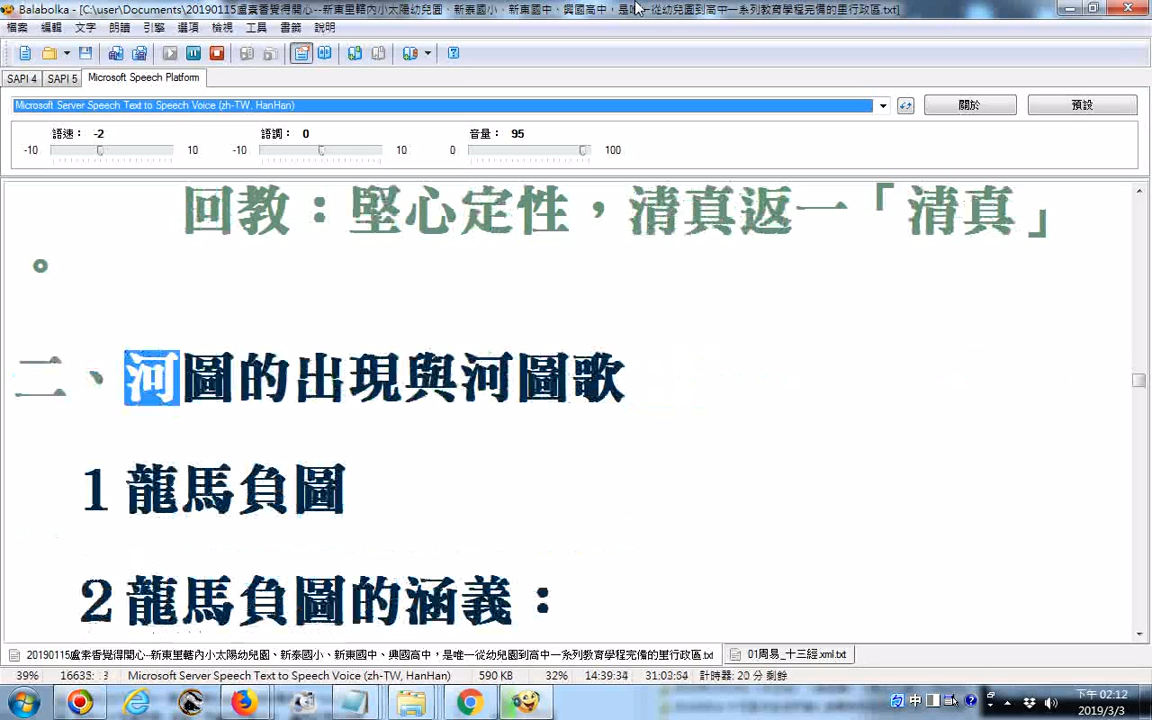 Balabolka - [C:\user\Documents\20190115盧素香覺得開心--新東里轄內小太陽幼兒園、新泰國小、新東國中、興國高中，是唯一從幼兒園到高中一系列教育學程完備的里行政區.txt]
檔案 編輯 文字 朗讀 引擎 選項 檢視 工具 書籤 說明
SAPI 4 SAPI 5 Microsoft Speech Platform
Microsoft Server Speech Text to Speech Voice (zh-TW, HanHan) 關於 預設
語速： -2 語調： 0 音量： 95
-10 10 -10 10 0 100
回教：堅心定性，清真返一「清真」
。
二、河圖的出現與河圖歌
1 龍馬負圖
2 龍馬負圖的涵義：
20190115盧素香覺得開心--新東里轄內小太陽幼兒園、新泰國小、新東國中、興國高中，是唯一從幼兒園到高中一系列教育學程完備的里行政區.txt 01周易_十三經.xml.txt
39% Microsoft Server Speech Text to Speech Voice (zh-TW, HanHan) 590 KB 32% 14:39:34 31:03:54 計時器: 20 分 剩餘
中 下午 02:12
2019/3/3